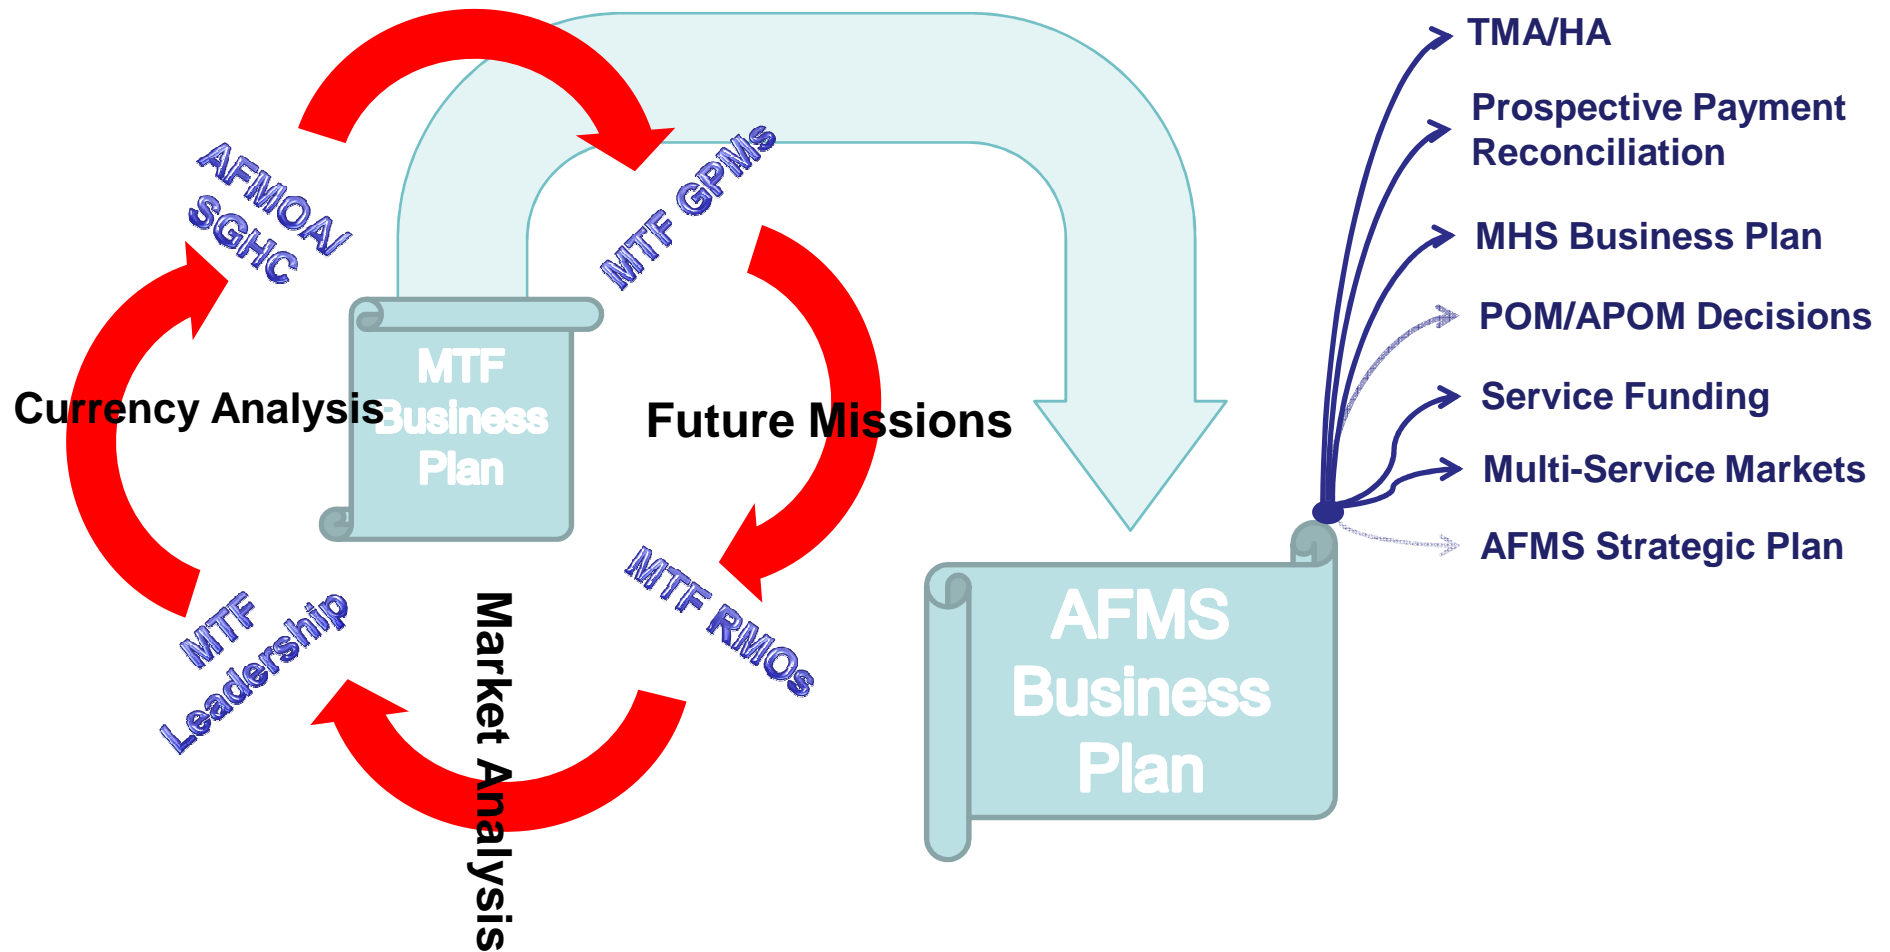 AFMOA/
SGHC
MTF GPMs
MTF
Business
Plan
Currency Analysis
Future Missions
MTF RMOs
MTF
Leadership
Market Analysis
AFMS
Business
Plan
TMA/HA
Prospective Payment
Reconciliation
MHS Business Plan
POM/APOM Decisions
Service Funding
Multi-Service Markets
AFMS Strategic Plan